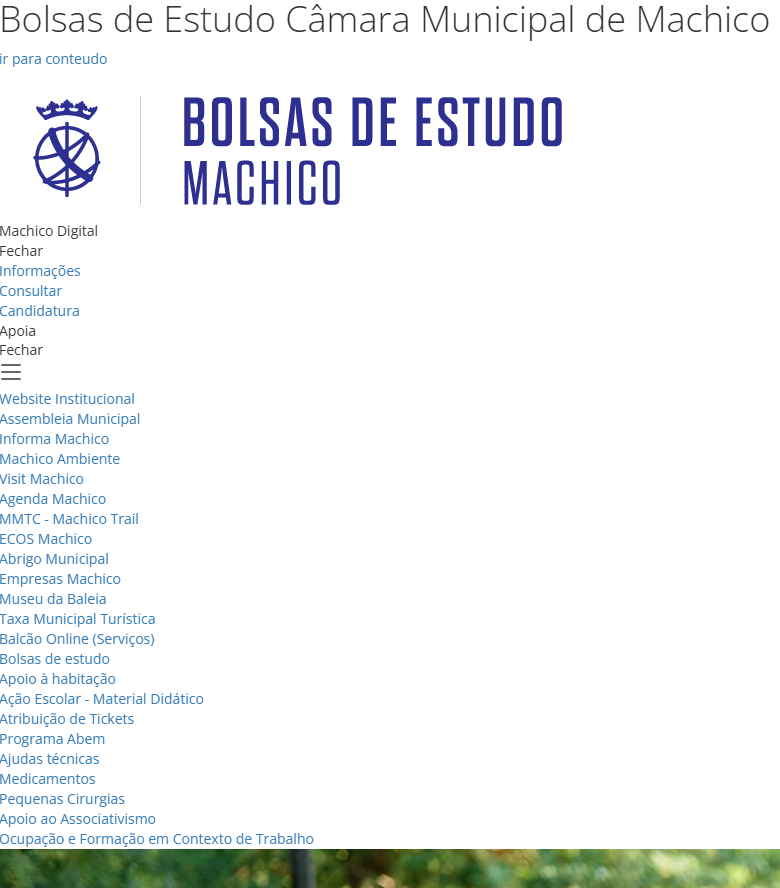 Bolsas de Estudo Câmara Municipal de Machico
ir para conteudo
BOLSAS DE ESTUDO
MACHICO
Machico Digital
Fechar
Informações
Consultar
Candidatura
Apoia
Fechar
Website Institucional
Assembleia Municipal
Informa Machico
Machico Ambiente
Visit Machico
Agenda Machico
MMTC - Machico Trail
ECOS Machico
Abrigo Municipal
Empresas Machico
Museu da Baleia
Taxa Municipal Turística
Balcão Online (Serviços)
Bolsas de estudo
Apoio à habitação
Ação Escolar - Material Didático
Atribuição de Tickets
Programa Abem
Ajudas técnicas
Medicamentos
Pequenas Cirurgias
Apoio ao Associativismo
Ocupação e Formação em Contexto de Trabalho